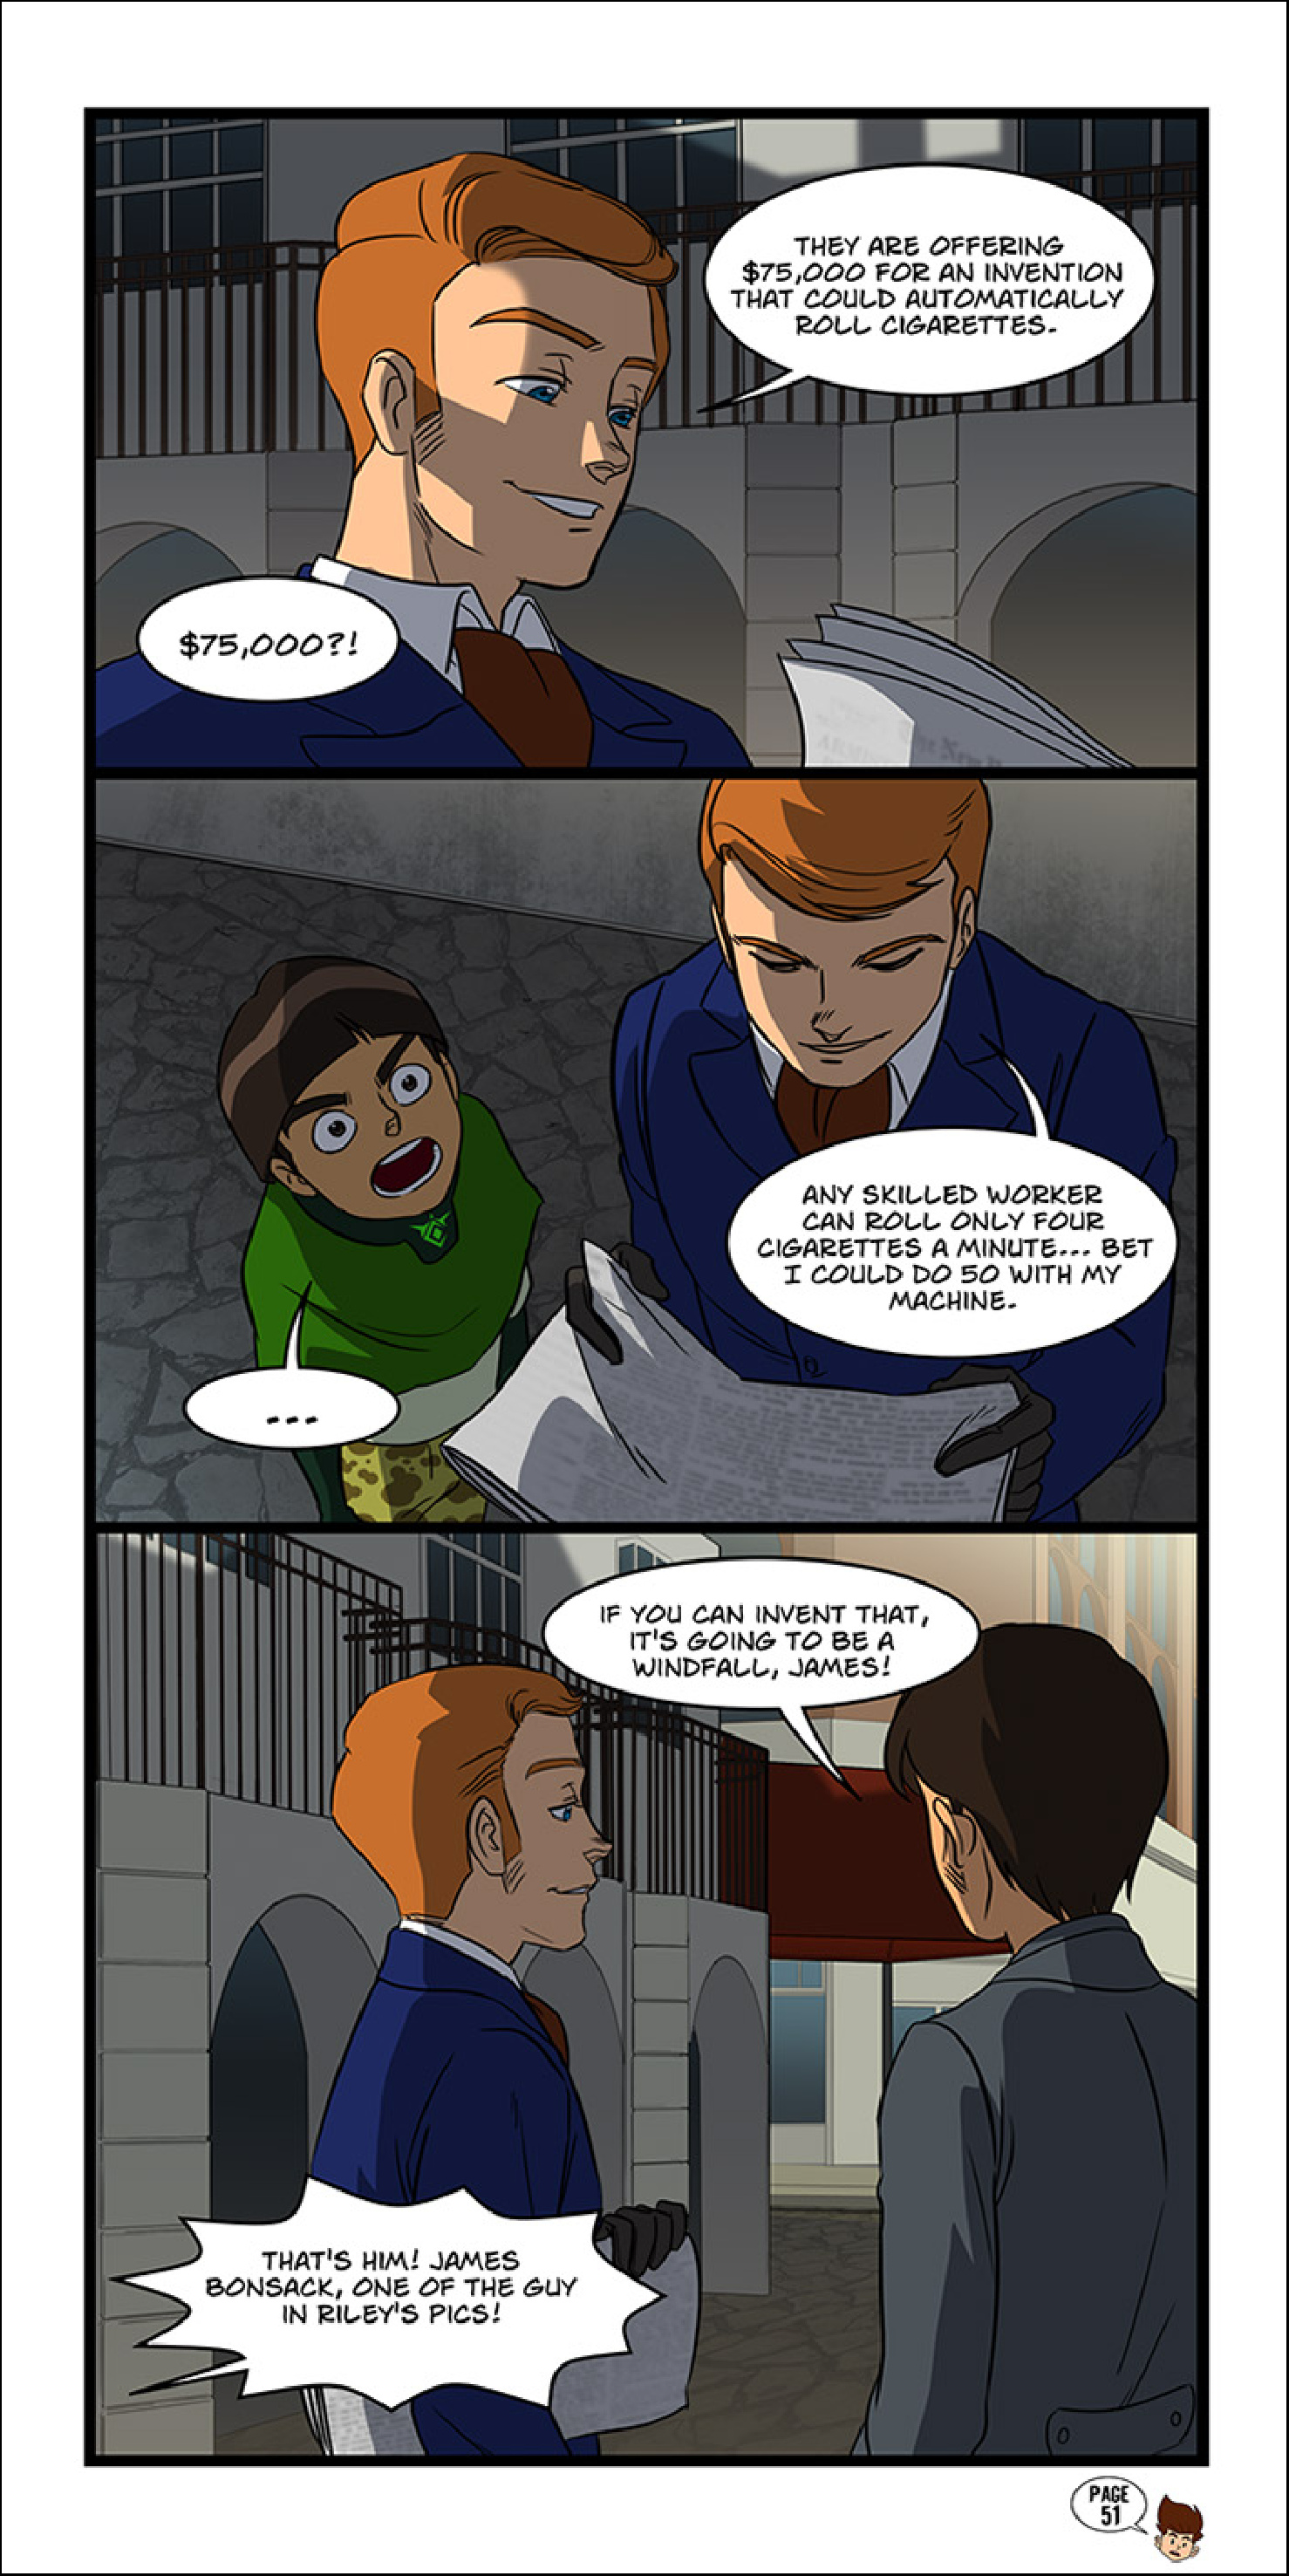 THEY ARE OFFERING
$75,000 FOR AN INVENTION
THAT COULD AUTOMATICALLY
ROLL CIGARETTES.
$75,000?!
ANY SKILLED WORKER
CAN ROLL ONLY FOUR
CIGARETTES A MINUTE... BET
I COULD DO 50 WITH MY
MACHINE.
...
IF YOU CAN INVENT THAT,
IT'S GOING TO BE A
WINDFALL, JAMES!
THAT'S HIM! JAMES
BONSACK, ONE OF THE GUY
IN RILEY'S PICS!
PAGE
51